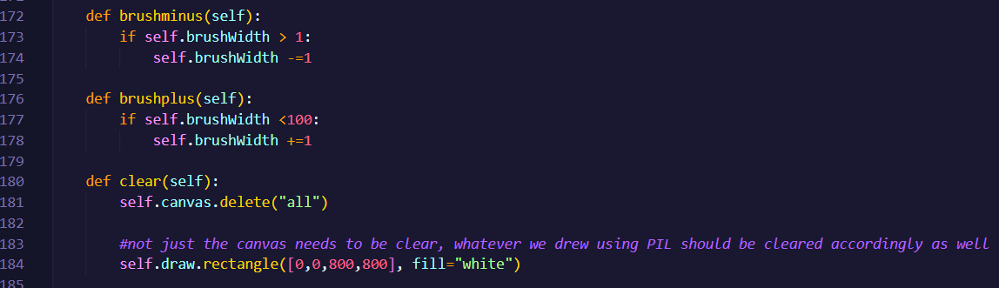 172 def brushminus(self):
173 if self.brushWidth > 1:
174 self.brushWidth -=1
175
176 def brushplus(self):
177 if self.brushWidth <100:
178 self.brushWidth +=1
179
180 def clear(self):
181 self.canvas.delete("all")
182
183 #not just the canvas needs to be clear, whatever we drew using PIL should be cleared accordingly as well
184 self.draw.rectangle([0,0,800,800], fill="white")
185